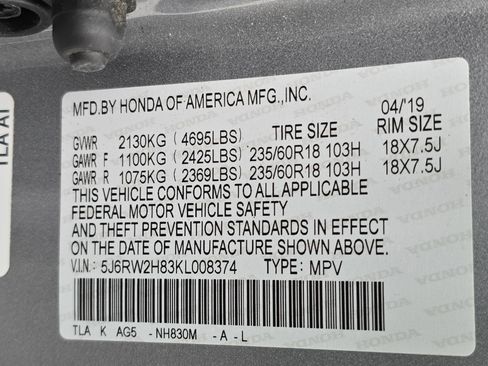 TLA A1
MFD.BY HONDA OF AMERICA MFG.,INC. 04/'19
GVWR 2130KG (4695LBS) TIRE SIZE RIM SIZE
GAWR F 1100KG (2425LBS) 235/60R18 103H 18X7.5J
GAWR R 1075KG (2369LBS) 235/60R18 103H 18X7.5J
THIS VEHICLE CONFORMS TO ALL APPLICABLE
FEDERAL MOTOR VEHICLE SAFETY
AND THEFT PREVENTION STANDARDS IN EFFECT
ON THE DATE OF MANUFACTURE SHOWN ABOVE.
V.I.N.: 5J6RW2H83KL008374 TYPE: MPV
TLA K AG5 -NH830M -A-L